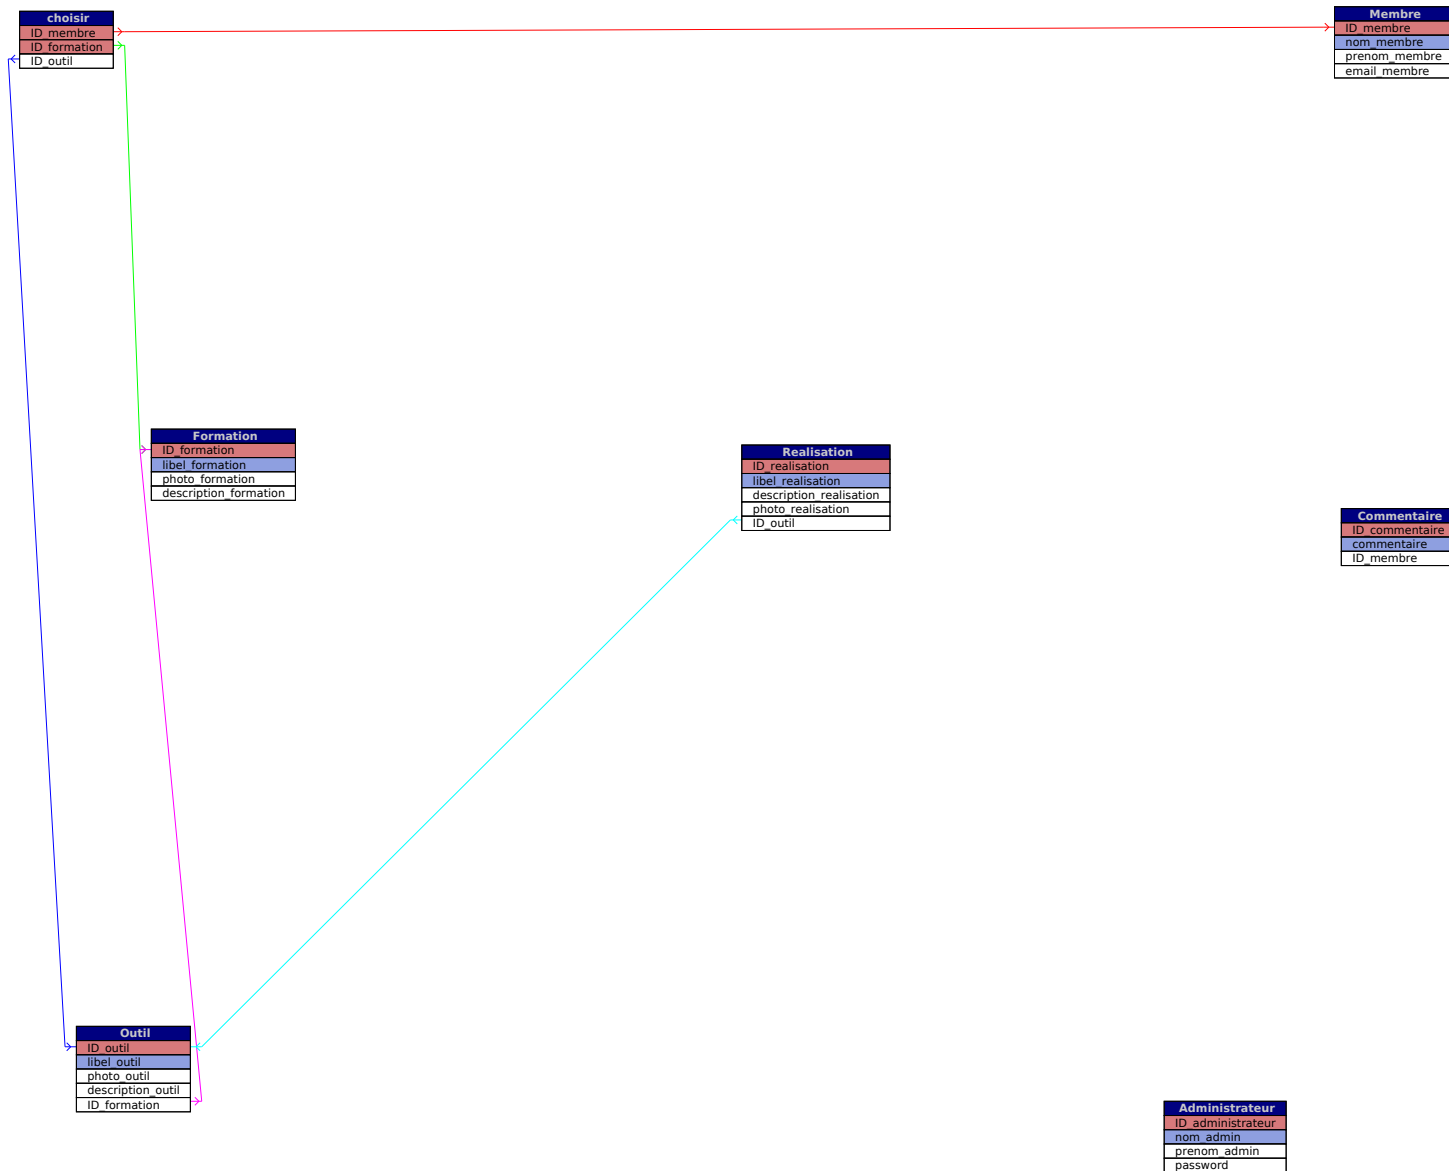 choisir
ID_membre
ID_formation
ID_outil
Membre
ID_membre
nom_membre
prenom_membre
email_membre
Formation
ID_formation
libel_formation
photo_formation
description_formation
Realisation
ID_realisation
libel_realisation
description_realisation
photo_realisation
ID_outil
Commentaire
ID_commentaire
commentaire
ID_membre
Outil
ID_outil
libel_outil
photo_outil
description_outil
ID_formation
Administrateur
ID_administrateur
nom_admin
prenom_admin
password